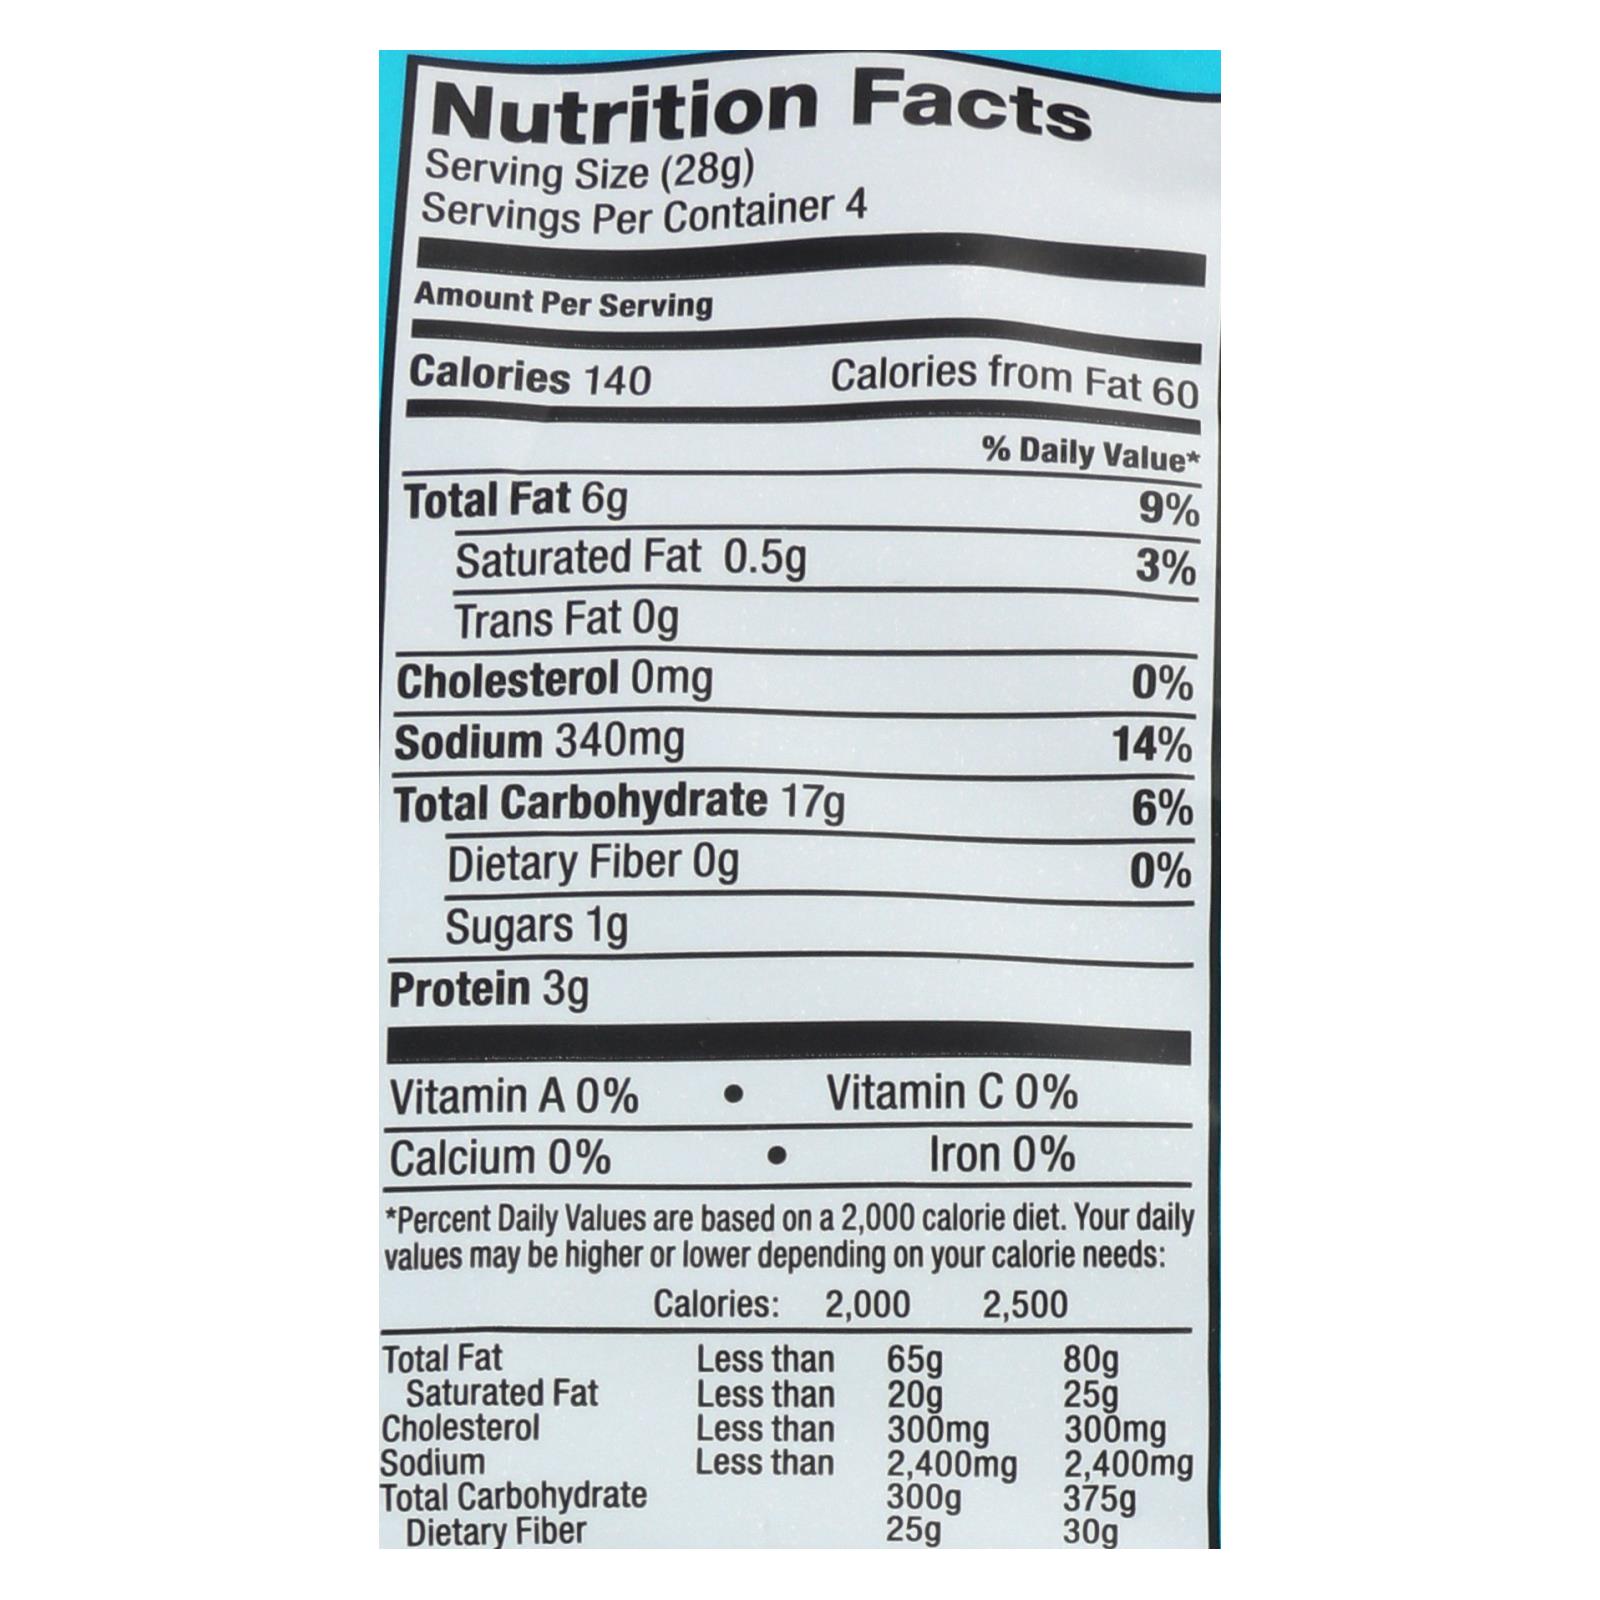 Nutrition Facts
Serving Size (28g)
Servings Per Container 4
Amount Per Serving
Calories 140 Calories from Fat 60
% Daily Value*
Total Fat 6g 9%
Saturated Fat 0.5g 3%
Trans Fat 0g
Cholesterol 0mg 0%
Sodium 340mg 14%
Total Carbohydrate 17g 6%
Dietary Fiber 0g 0%
Sugars 1g
Protein 3g
Vitamin A 0% • Vitamin C 0%
Calcium 0% • Iron 0%
*Percent Daily Values are based on a 2,000 calorie diet. Your daily
values may be higher or lower depending on your calorie needs:
Calories: 2,000 2,500
Total Fat Less than 65g 80g
Saturated Fat Less than 20g 25g
Cholesterol Less than 300mg 300mg
Sodium Less than 2,400mg 2,400mg
Total Carbohydrate 300g 375g
Dietary Fiber 25g 30g